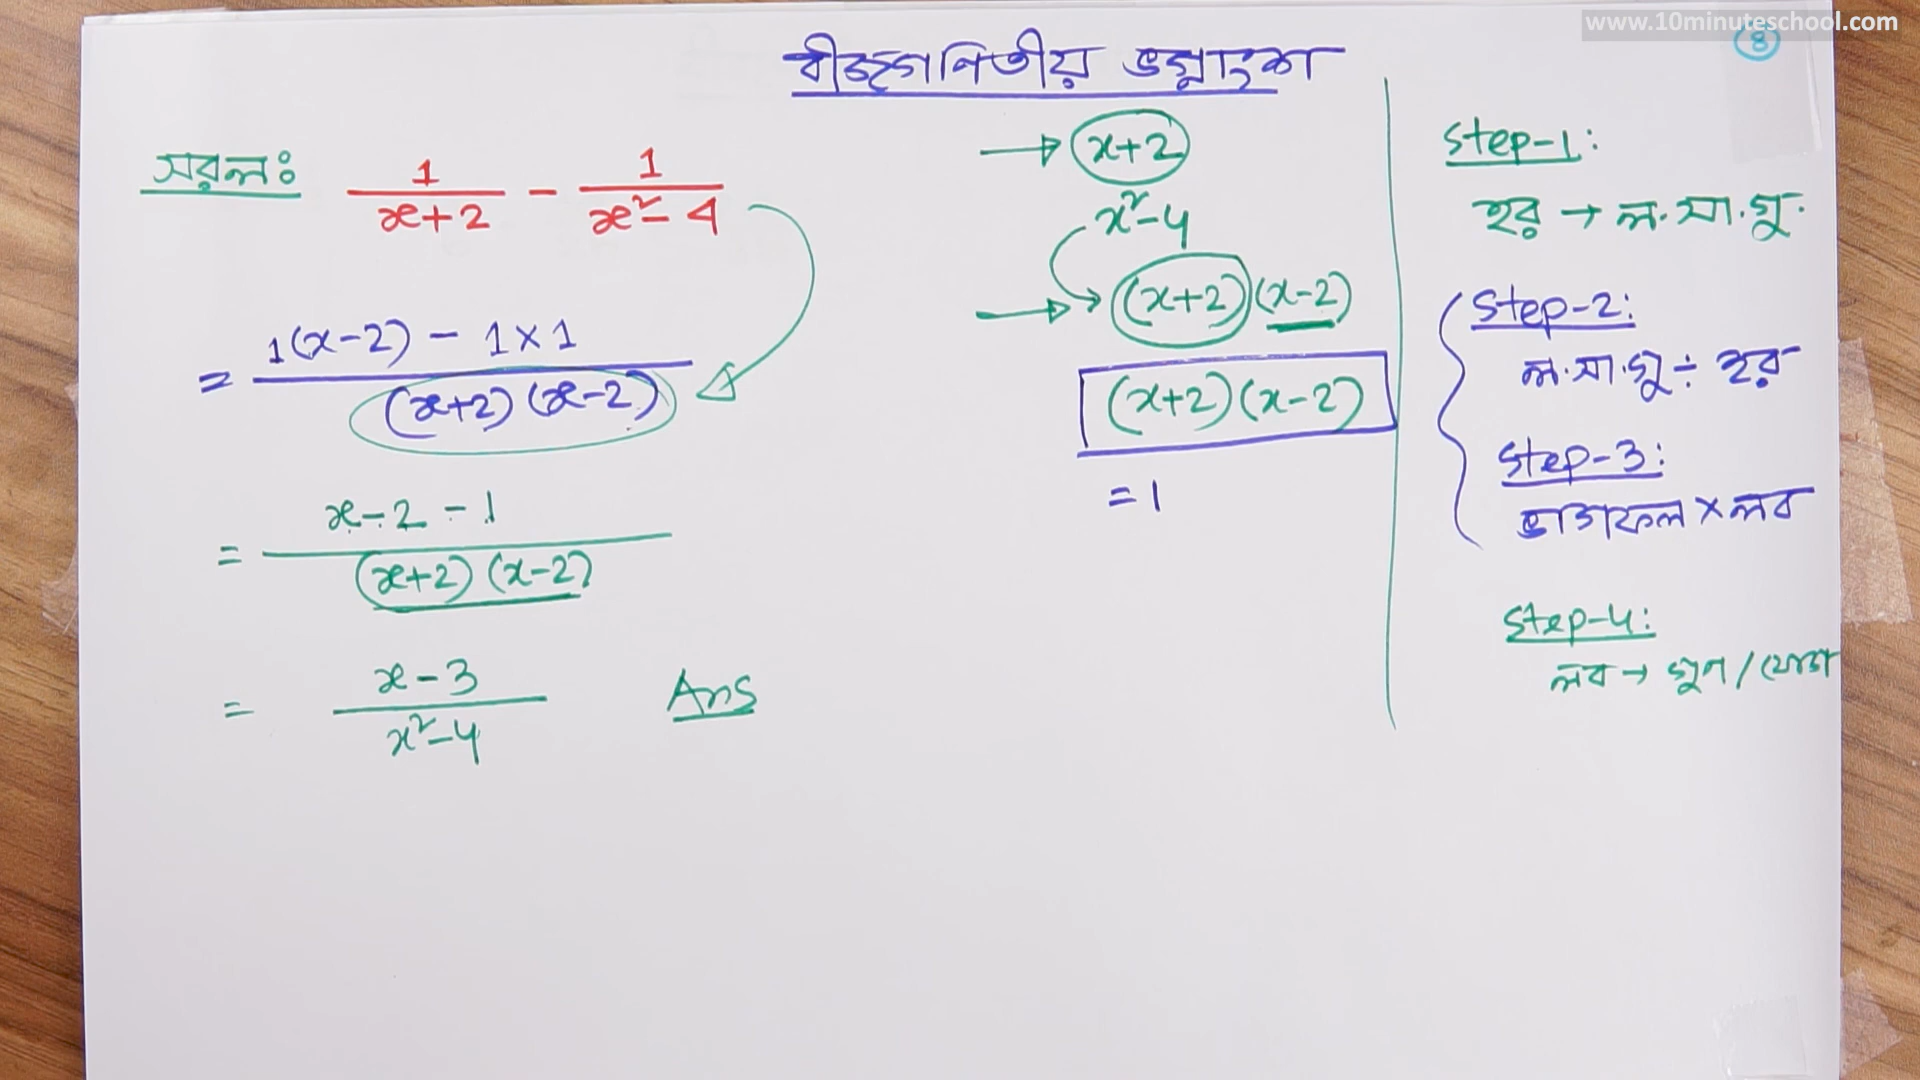 www.10minuteschool.com
৪
বীজগণিতীয় ভগ্নাংশ
সরলঃ 1/(x+2) - 1/(x²-4)
= (1(x-2) - 1×1)/((x+2)(x-2))
= (x-2-1)/((x+2)(x-2))
= (x-3)/(x²-4) Ans
→ x+2
x²-4
→ (x+2)(x-2)
(x+2)(x-2)
=1
Step-1:
হর → ল.সা.গু.
Step-2:
ল.সা.গু ÷ হর
Step-3:
ভাগফল × লব
Step-4:
লব → গুন / যোগ